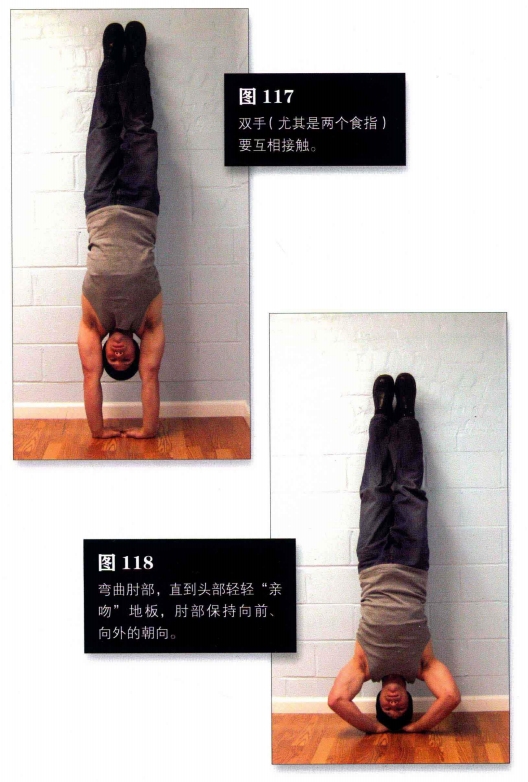 图 117
双手（尤其是两个食指）
要互相接触。
图 118
弯曲肘部，直到头部轻轻“亲
吻”地板，肘部保持向前、
向外的朝向。